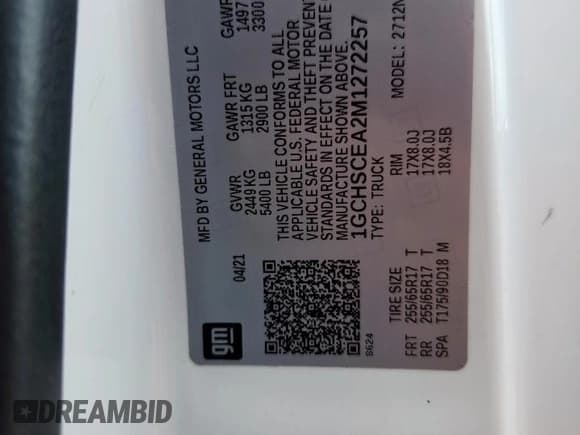 MFD BY GENERAL MOTORS LLC
04/21
GVWR GAWR FRT GAWR
2449 KG 1315 KG 1497
5400 LB 2900 LB 3300
THIS VEHICLE CONFORMS TO ALL
APPLICABLE U.S. FEDERAL MOTOR
VEHICLE SAFETY AND THEFT PREVENTI
STANDARDS IN EFFECT ON THE DATE O
MANUFACTURE SHOWN ABOVE.
1GCHSCEA2M1272257
TYPE: TRUCK MODEL: 2712N
gm
S624
TIRE SIZE RIM
FRT 255/65R17 T 17X8.0J
RR 255/65R17 T 17X8.0J
SPA T175/90D18 M 18X4.5B
DREAMBID